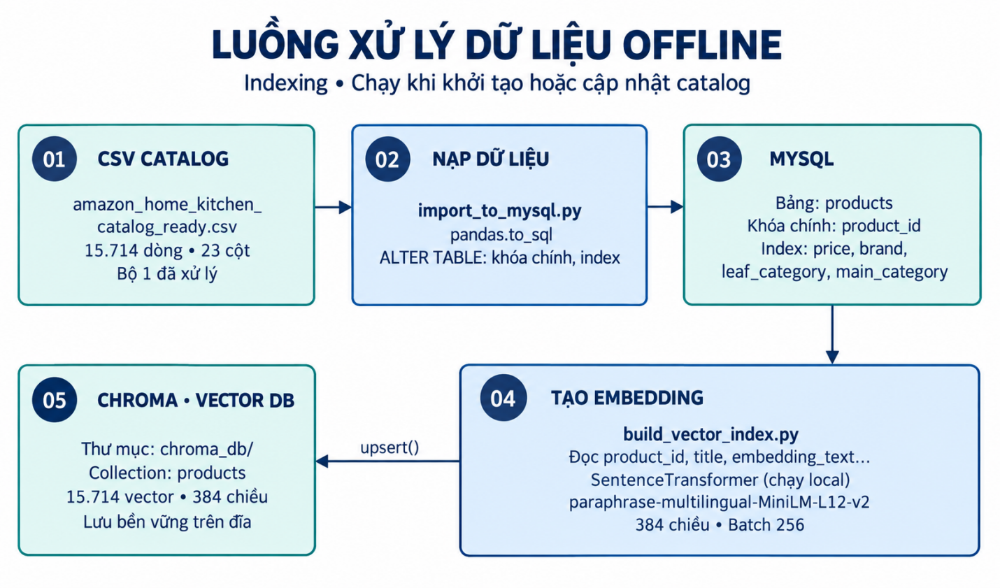 LUỒNG XỬ LÝ DỮ LIỆU OFFLINE
Indexing • Chạy khi khởi tạo hoặc cập nhật catalog
01 CSV CATALOG
amazon_home_kitchen_
catalog_ready.csv
15.714 dòng • 23 cột
Bộ 1 đã xử lý
02 NẠP DỮ LIỆU
import_to_mysql.py
pandas.to_sql
ALTER TABLE: khóa chính, index
03 MYSQL
Bảng: products
Khóa chính: product_id
Index: price, brand,
leaf_category, main_category
04 TẠO EMBEDDING
build_vector_index.py
Đọc product_id, title, embedding_text...
SentenceTransformer (chạy local)
paraphrase-multilingual-MiniLM-L12-v2
384 chiều • Batch 256
upsert()
05 CHROMA • VECTOR DB
Thư mục: chroma_db/
Collection: products
15.714 vector • 384 chiều
Lưu bền vững trên đĩa